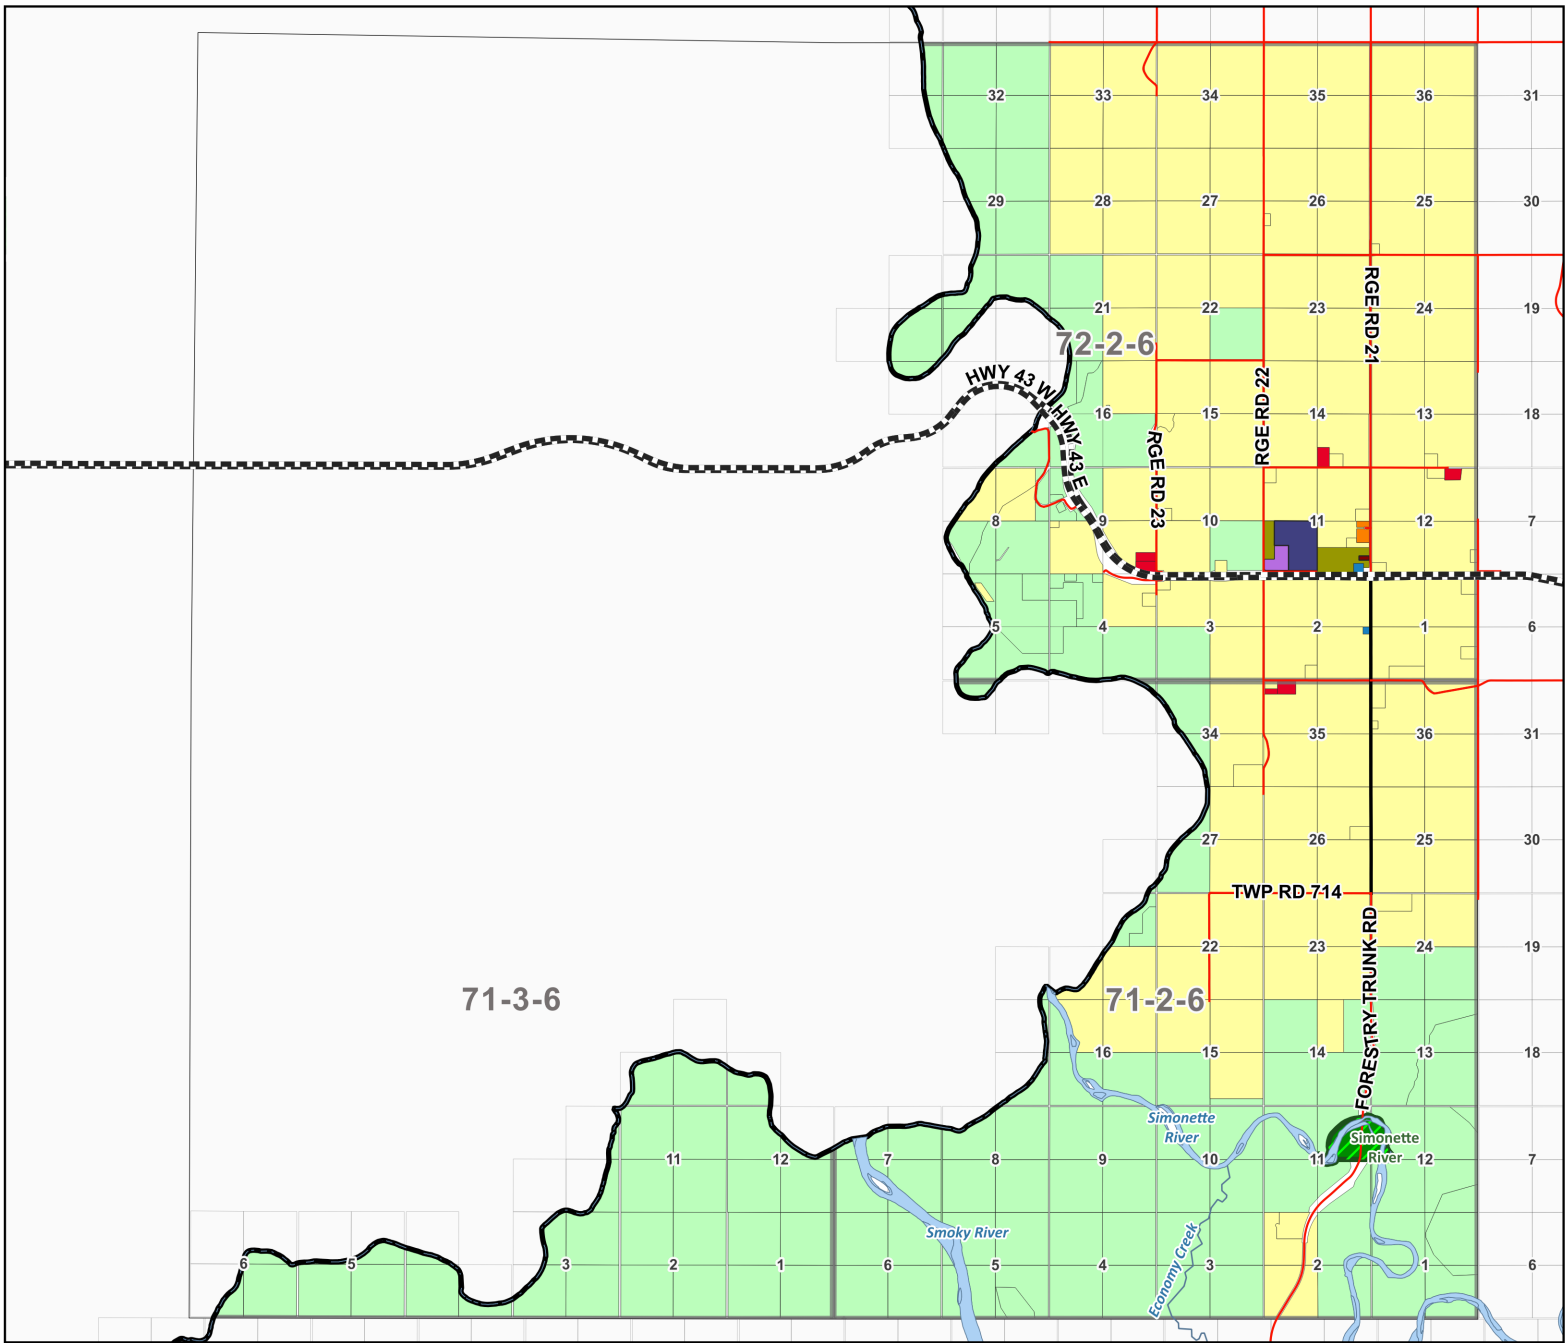 32 33 34 35 36 31
29 28 27 26 25 30
21 22 23 24 19
RGE RD 21
72-2-6
HWY 43 W
HWY 43 E
RGE RD 22
16 15 14 13 18
RGE RD 23
8 9 10 11 12 7
5 4 3 2 1 6
34 35 36 31
27 26 25 30
TWP RD 714
22 23 24 19
FORESTRY TRUNK RD
71-3-6
71-2-6
16 15 14 13 18
Simonette
River
Simonette
River
11 12 7 8 9 10 11 12 7
Smoky River
Economy Creek
6 5 3 2 1 6 5 4 3 2 1 6